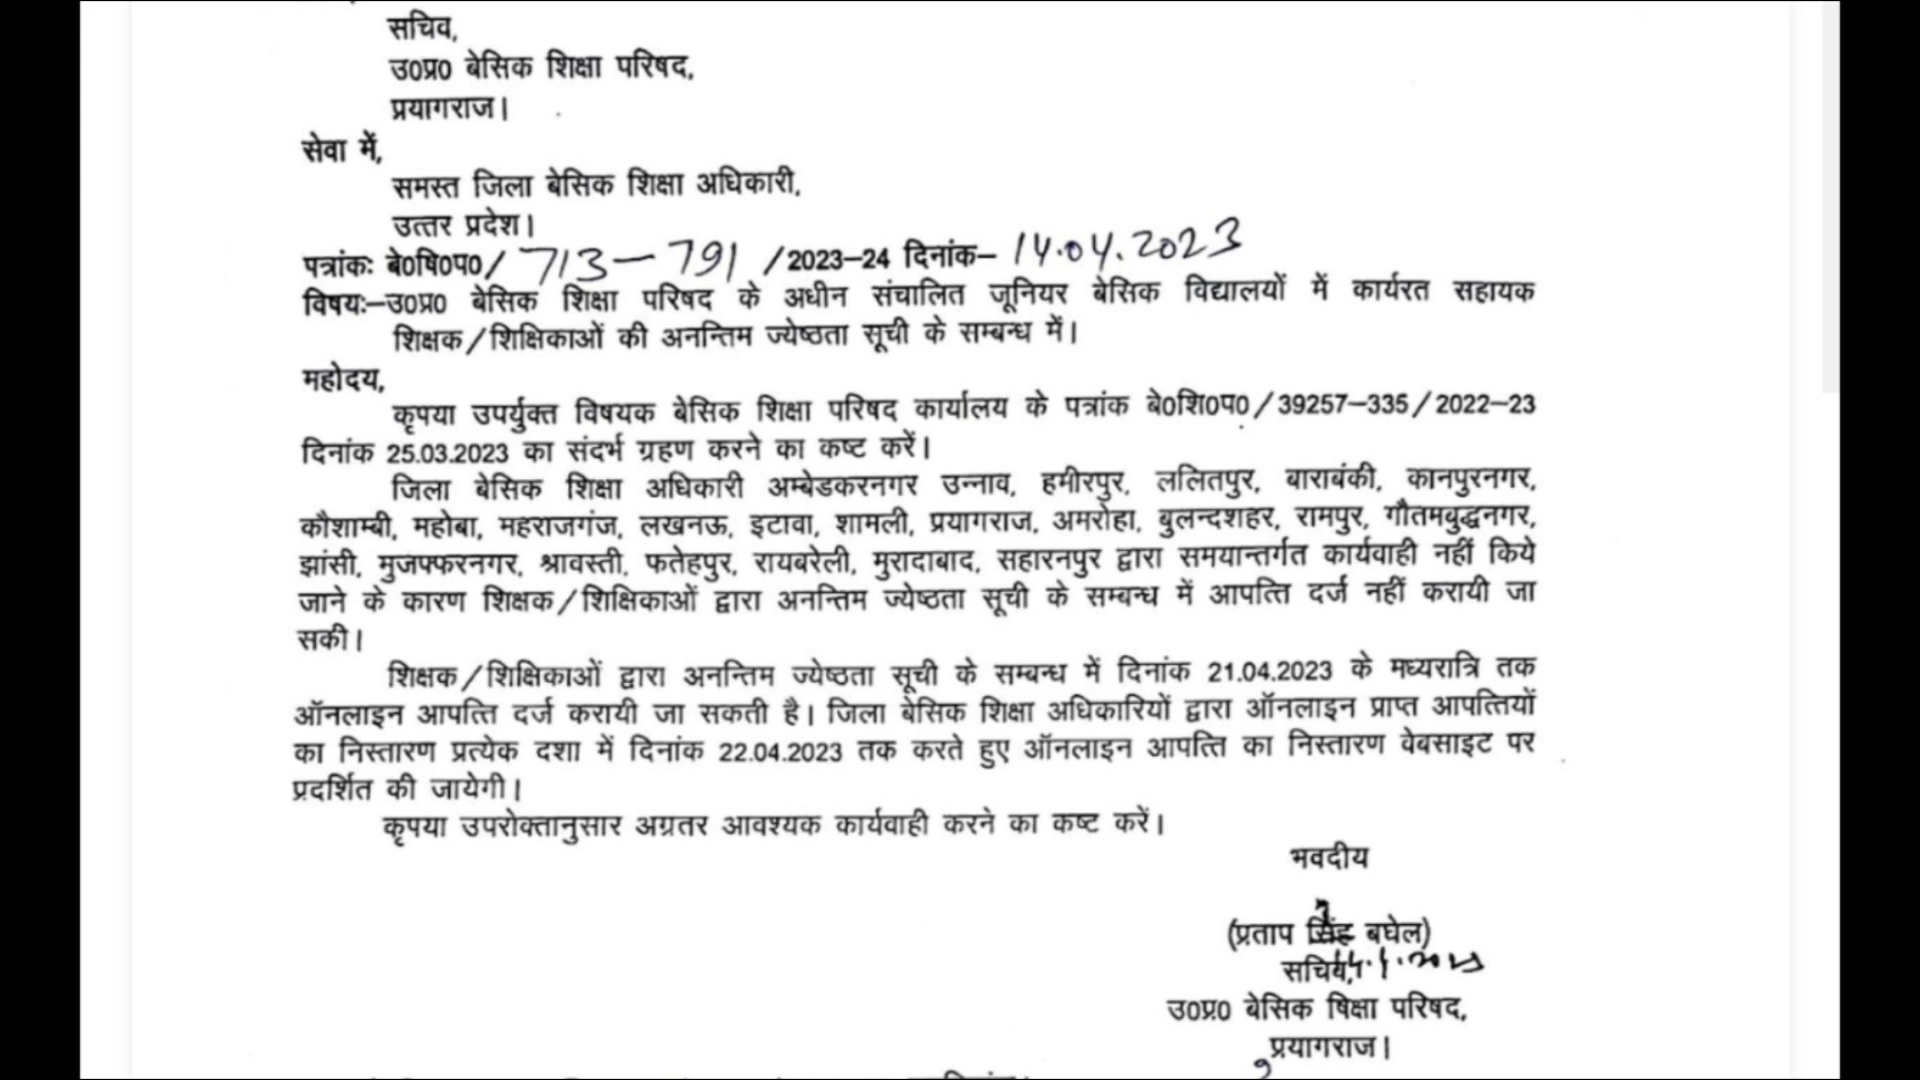 सचिव,
उ0प्र0 बेसिक शिक्षा परिषद,
प्रयागराज।
सेवा में,
समस्त जिला बेसिक शिक्षा अधिकारी,
उत्तर प्रदेश।
पत्रांकः बे0षि0प0/ 713-791 /2023-24 दिनांक- 14.04.2023
विषयः-उ0प्र0 बेसिक शिक्षा परिषद के अधीन संचालित जूनियर बेसिक विद्यालयों में कार्यरत सहायक
शिक्षक/शिक्षिकाओं की अनन्तिम ज्येष्ठता सूची के सम्बन्ध में।
महोदय,
कृपया उपर्युक्त विषयक बेसिक शिक्षा परिषद कार्यालय के पत्रांक बे0शि0प0/39257-335/2022-23
दिनांक 25.03.2023 का संदर्भ ग्रहण करने का कष्ट करें।
जिला बेसिक शिक्षा अधिकारी अम्बेडकरनगर उन्नाव, हमीरपुर, ललितपुर, बाराबंकी, कानपुरनगर,
कौशाम्बी, महोबा, महराजगंज, लखनऊ, इटावा, शामली, प्रयागराज, अमरोहा, बुलन्दशहर, रामपुर, गौतमबुद्धनगर,
झांसी, मुजफ्फरनगर, श्रावस्ती, फतेहपुर, रायबरेली, मुरादाबाद, सहारनपुर द्वारा समयान्तर्गत कार्यवाही नहीं किये
जाने के कारण शिक्षक/शिक्षिकाओं द्वारा अनन्तिम ज्येष्ठता सूची के सम्बन्ध में आपत्ति दर्ज नहीं करायी जा
सकी।
शिक्षक/शिक्षिकाओं द्वारा अनन्तिम ज्येष्ठता सूची के सम्बन्ध में दिनांक 21.04.2023 के मध्यरात्रि तक
ऑनलाइन आपत्ति दर्ज करायी जा सकती है। जिला बेसिक शिक्षा अधिकारियों द्वारा ऑनलाइन प्राप्त आपत्तियों
का निस्तारण प्रत्येक दशा में दिनांक 22.04.2023 तक करते हुए ऑनलाइन आपत्ति का निस्तारण वेबसाइट पर
प्रदर्शित की जायेगी।
कृपया उपरोक्तानुसार अग्रतर आवश्यक कार्यवाही करने का कष्ट करें।
भवदीय
(प्रताप सिंह बघेल)
सचिव,
उ0प्र0 बेसिक षिक्षा परिषद,
प्रयागराज।